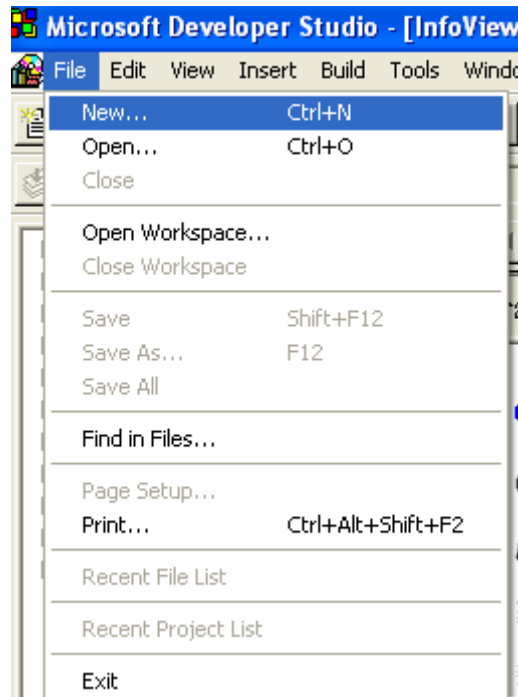 Microsoft Developer Studio - [InfoView
File Edit View Insert Build Tools Windo
New... Ctrl+N
Open... Ctrl+O
Close
Open Workspace...
Close Workspace
Save Shift+F12
Save As... F12
Save All
Find in Files...
Page Setup...
Print... Ctrl+Alt+Shift+F2
Recent File List
Recent Project List
Exit